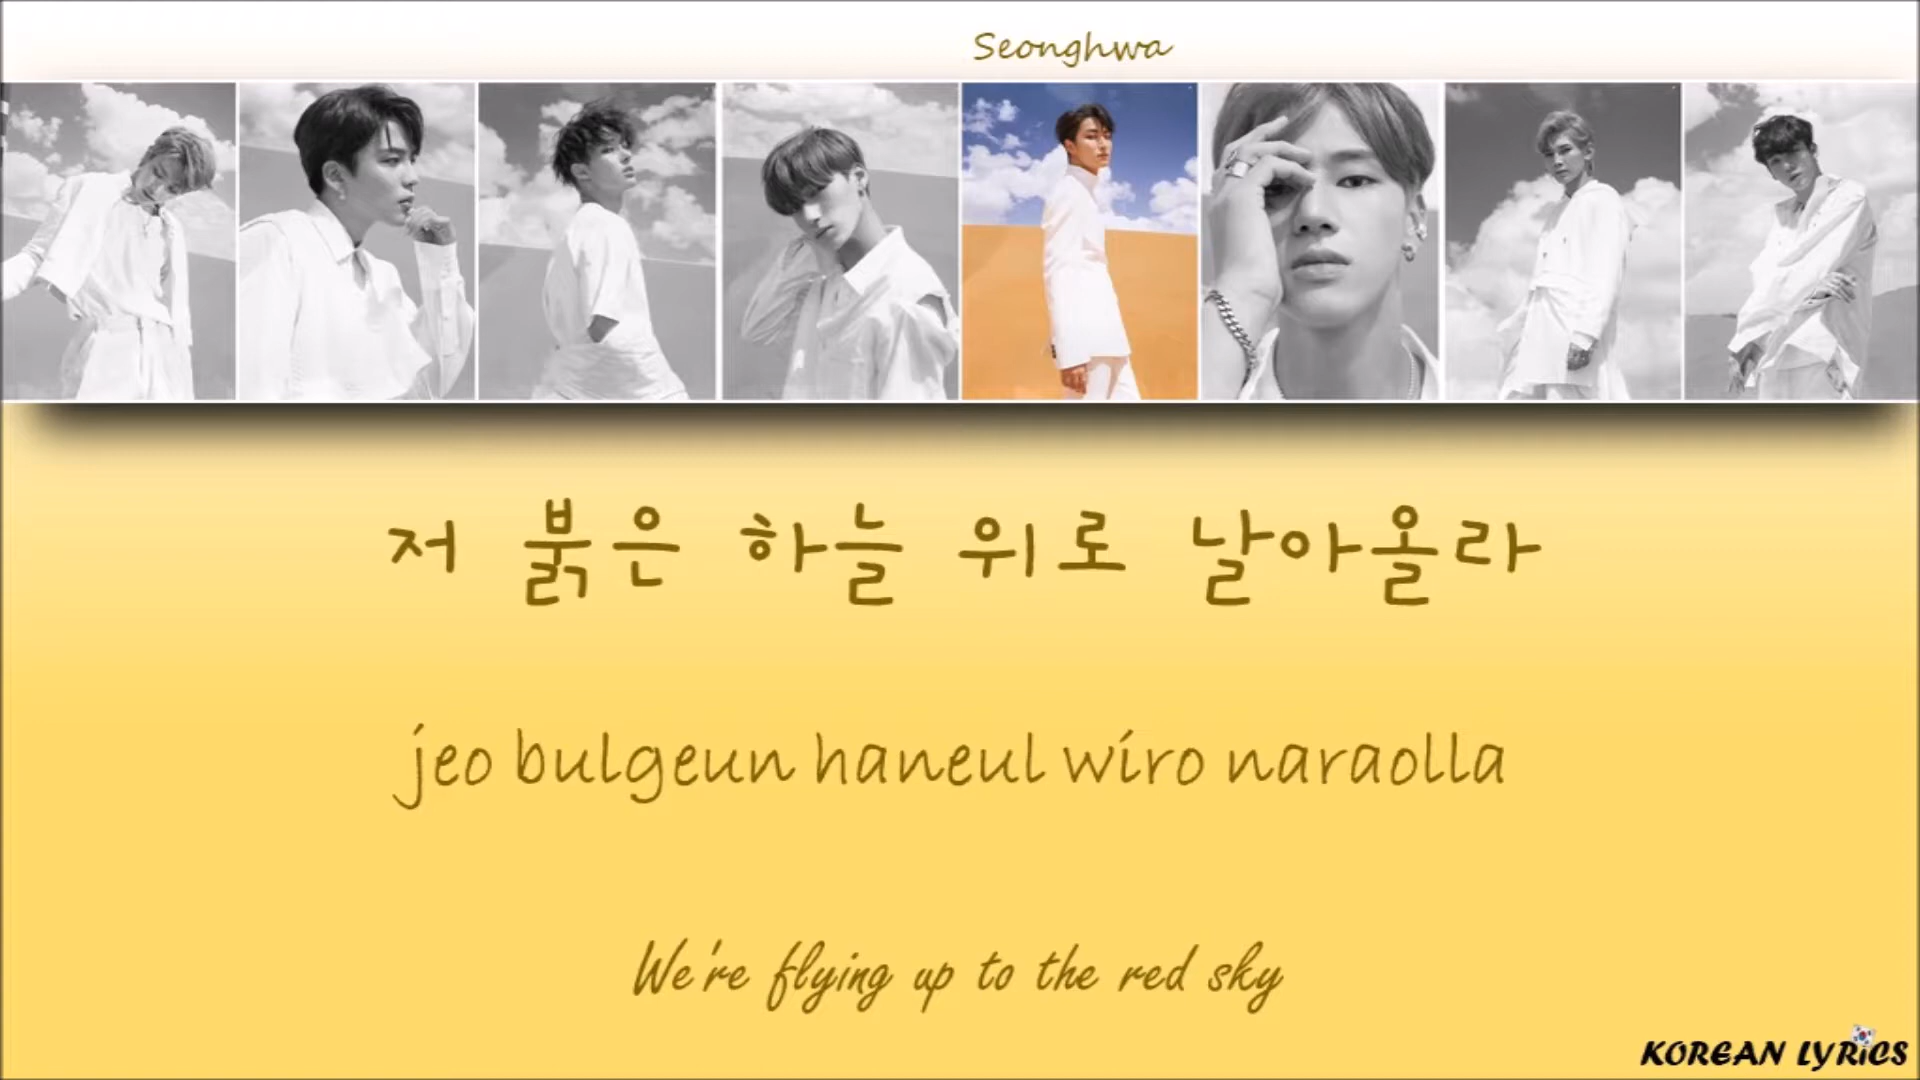 Seonghwa
저 붉은 하늘 위로 날아올라
jeo bulgeun haneul wiro naraolla
We're flying up to the red sky
KOREAN LYRICS